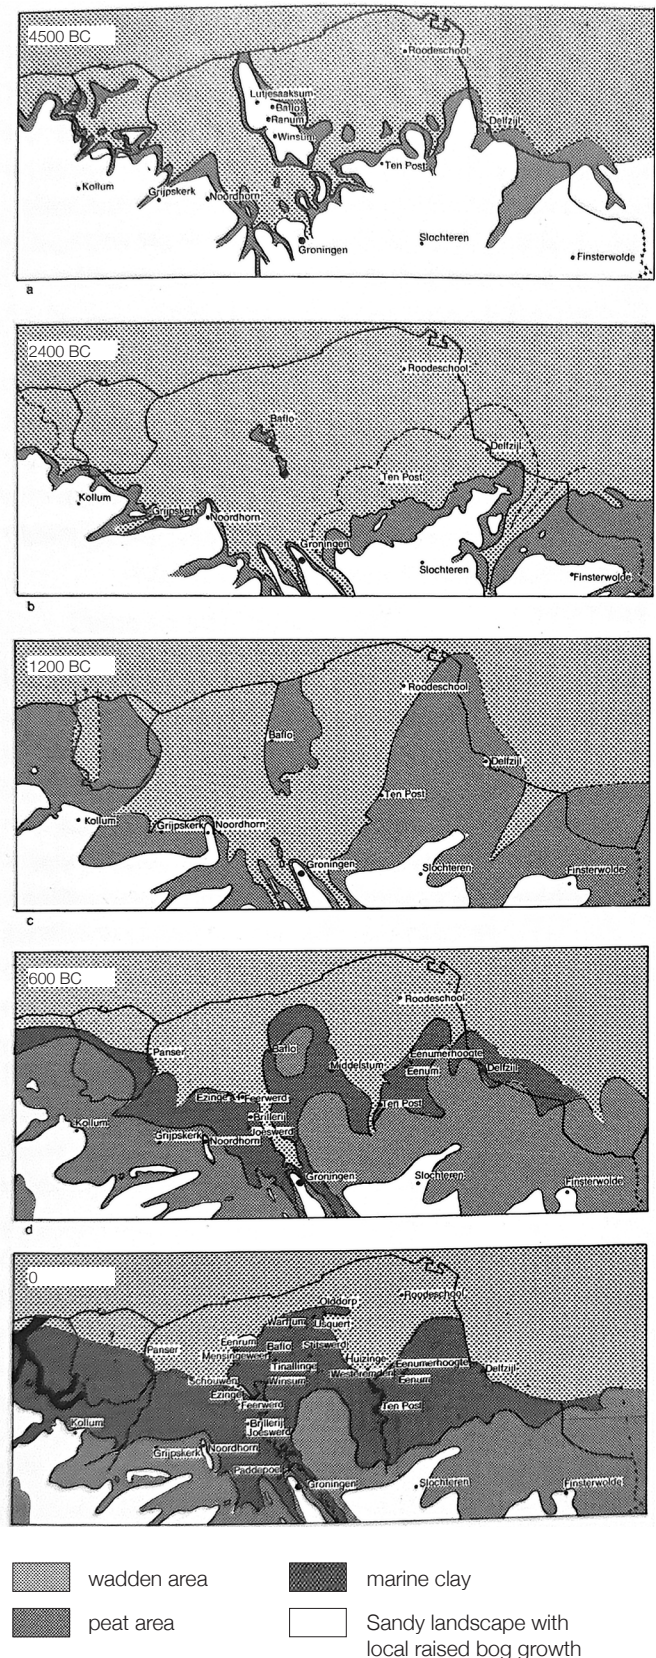 4500 BC
Roodeschool
Lutjesaaksum
Baflo
Ranum
Winsum
Delfzijl
Ten Post
Kollum
Grijpskerk
Noordhorn
Groningen
Slochteren
Finsterwolde
a
2400 BC
Roodeschool
Baflo
Delfzijl
Ten Post
Kollum
Grijpskerk
Noordhorn
Groningen
Slochteren
Finsterwolde
b
1200 BC
Roodeschool
Baflo
Delfzijl
Ten Post
Kollum
Grijpskerk
Noordhorn
Groningen
Slochteren
Finsterwolde
c
600 BC
Roodeschool
Panser
Baflo
Middelstum
Eenumerhoogte
Eenum
Delfzijl
Ezinge
Feerwerd
Ten Post
Brillerij
Joeswerd
Kollum
Grijpskerk
Noordhorn
Groningen
Slochteren
Finsterwolde
d
0
Roodeschool
Olddorp
Warffum
Usquert
Panser
Eenrum
Baflo
Mensingeweer
Huizinge
Tinallinge
Westeremden
Eenumerhoogte
Delfzijl
Schouwen
Winsum
Eenum
Ezinge
Feerwerd
Ten Post
Kollum
Brillerij
Joeswerd
Grijpskerk
Noordhorn
Paddepoel
Groningen
Slochteren
Finsterwolde
wadden area
marine clay
peat area
Sandy landscape with
local raised bog growth